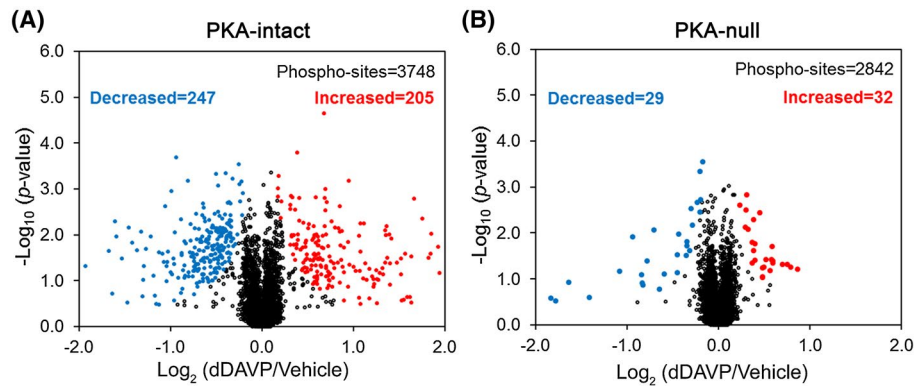 (A)
PKA-intact
6.0
5.0
4.0
3.0
2.0
1.0
0.0
-Log10 (p-value)
Phospho-sites=3748
Decreased=247 Increased=205
-2.0 -1.0 0.0 1.0 2.0
Log2 (dDAVP/Vehicle)
(B)
PKA-null
6.0
5.0
4.0
3.0
2.0
1.0
0.0
-Log10 (p-value)
Phospho-sites=2842
Decreased=29 Increased=32
-2.0 -1.0 0.0 1.0 2.0
Log2 (dDAVP/Vehicle)